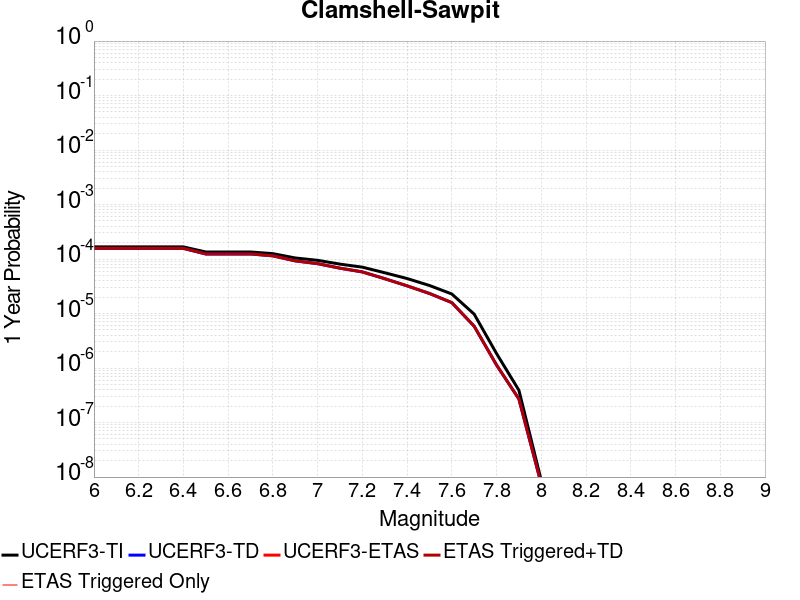 Clamshell-Sawpit
10^0
10^-1
10^-2
10^-3
10^-4
10^-5
10^-6
10^-7
10^-8
1 Year Probability
6 6.2 6.4 6.6 6.8 7 7.2 7.4 7.6 7.8 8 8.2 8.4 8.6 8.8 9
Magnitude
UCERF3-TI UCERF3-TD UCERF3-ETAS ETAS Triggered+TD
ETAS Triggered Only